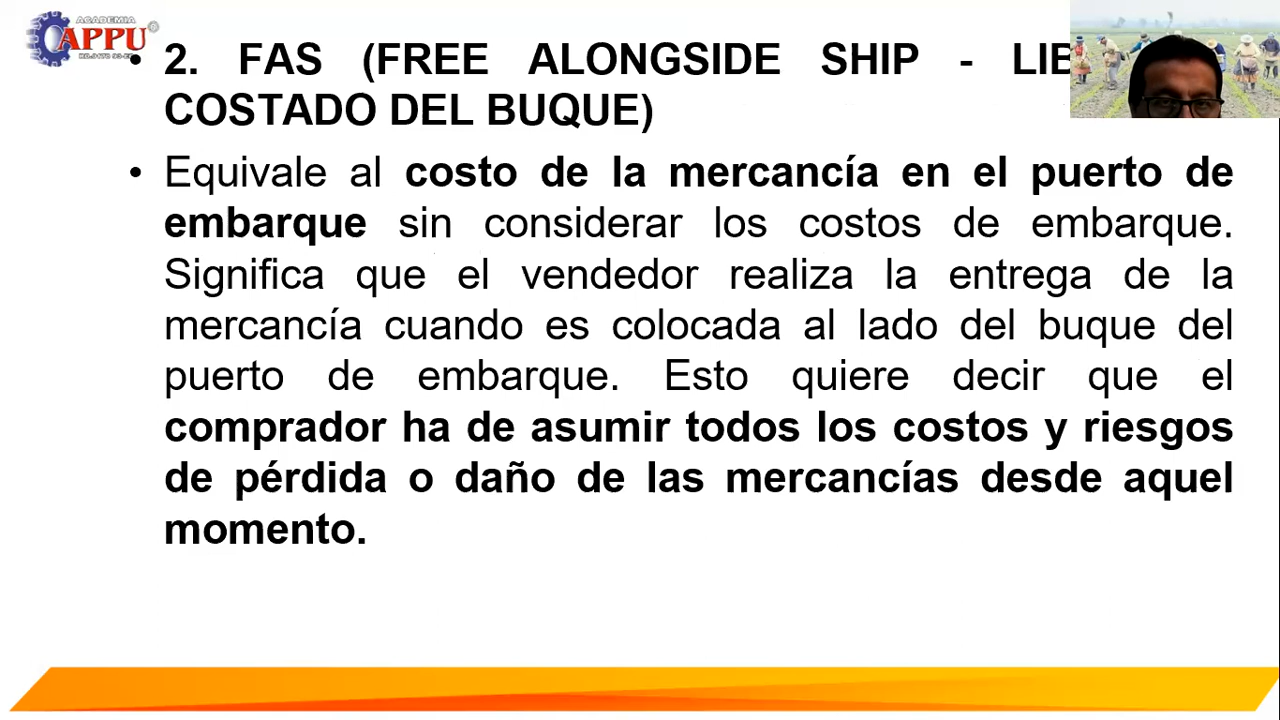 ACADEMIA
APPU
• 2. FAS (FREE ALONGSIDE SHIP -
COSTADO DEL BUQUE)
• Equivale al costo de la mercancía en el puerto de
embarque sin considerar los costos de embarque.
Significa que el vendedor realiza la entrega de la
mercancía cuando es colocada al lado del buque del
puerto de embarque. Esto quiere decir que el
comprador ha de asumir todos los costos y riesgos
de pérdida o daño de las mercancías desde aquel
momento.